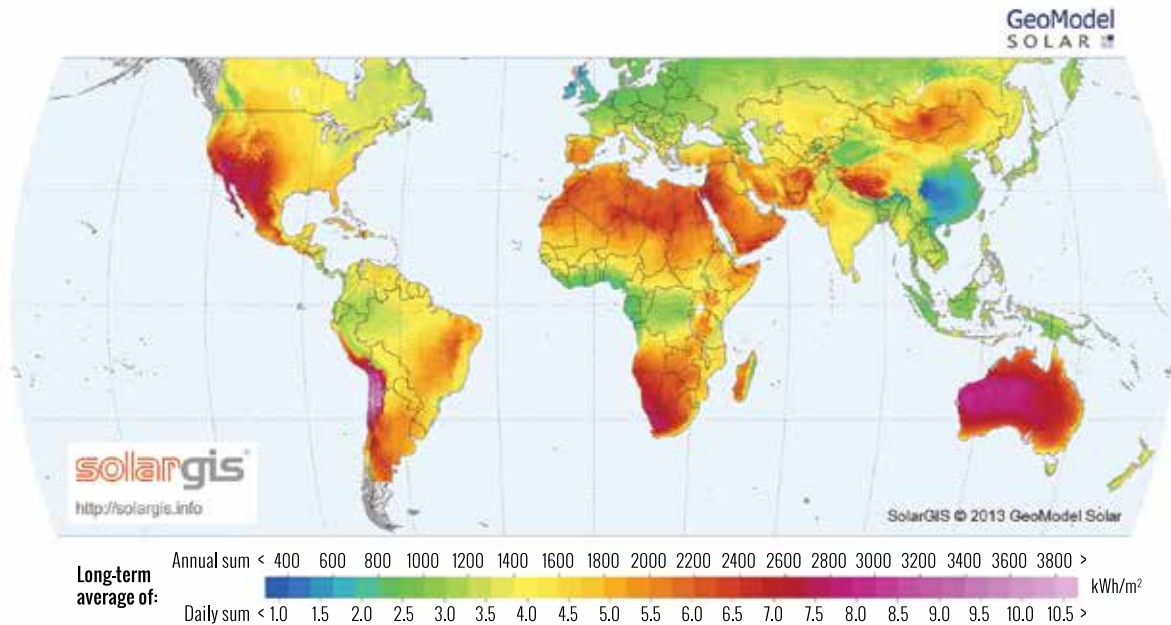 GeoModel
SOLAR
solargis
http://solargis.info
SolarGIS © 2013 GeoModel Solar
Long-term
average of:
Annual sum < 400 600 800 1000 1200 1400 1600 1800 2000 2200 2400 2600 2800 3000 3400 3600 3800 >
kWh/m²
Daily sum < 1.0 1.5 2.0 2.5 3.0 3.5 4.0 4.5 5.0 5.5 6.0 6.5 7.0 7.5 8.0 8.5 9.0 9.5 10.0 10.5 >